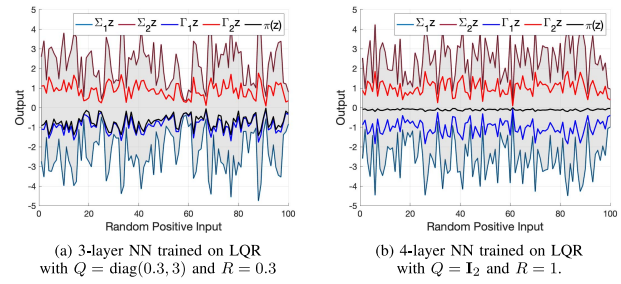 Σ₁z Σ₂z Γ₁z Γ₂z π(z)
5
4
3
2
1
0
-1
-2
-3
-4
-5
Output
0 20 40 60 80 100
Random Positive Input
(a) 3-layer NN trained on LQR
with Q = diag(0.3, 3) and R = 0.3
Σ₁z Σ₂z Γ₁z Γ₂z π(z)
5
4
3
2
1
0
-1
-2
-3
-4
-5
Output
0 20 40 60 80 100
Random Positive Input
(b) 4-layer NN trained on LQR
with Q = I₂ and R = 1.